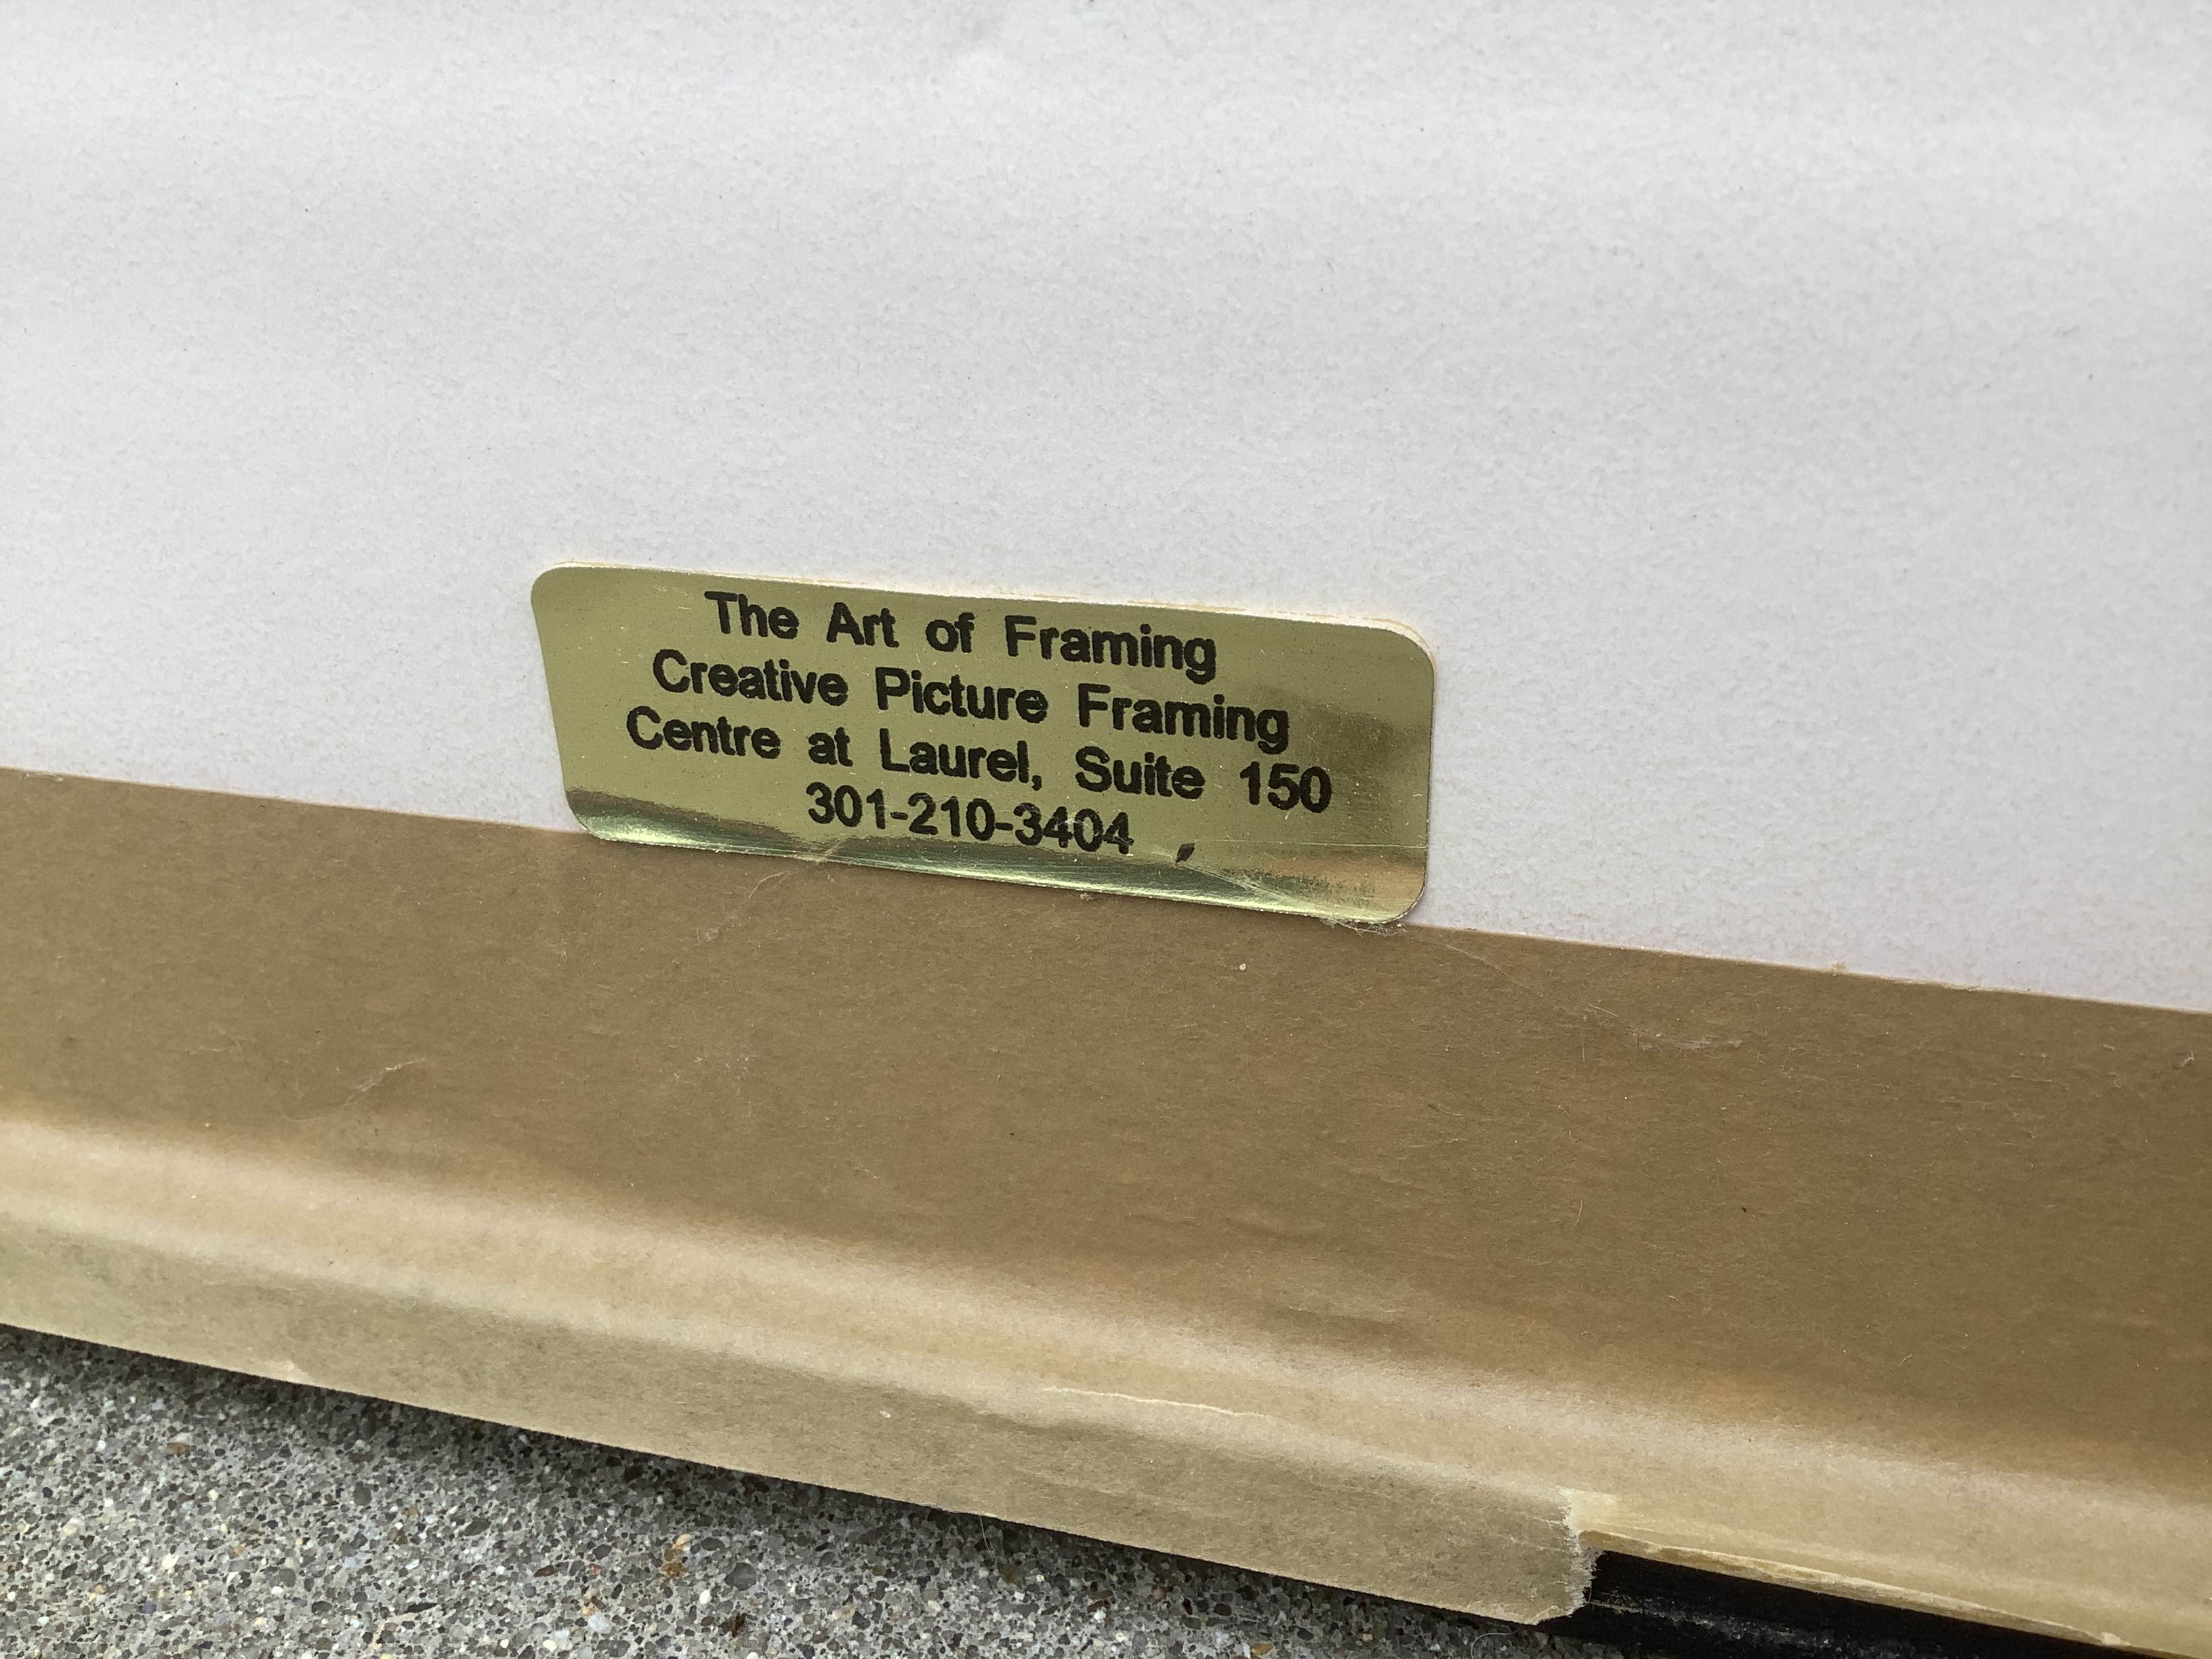 The Art of Framing
Creative Picture Framing
Centre at Laurel, Suite 150
301-210-3404